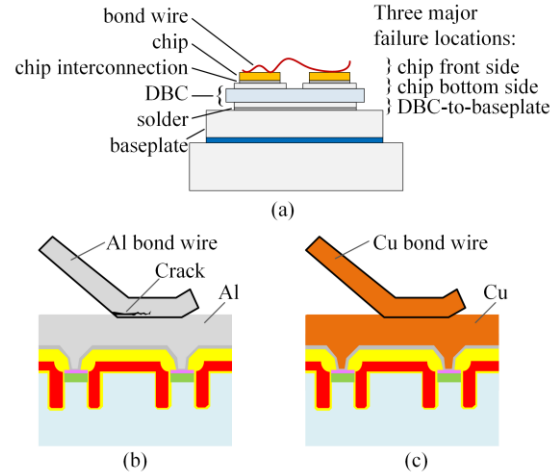 bond wire
chip
chip interconnection
DBC
solder
baseplate
Three major
failure locations:
} chip front side
} chip bottom side
} DBC-to-baseplate
(a)
Al bond wire
Crack
Al
(b)
Cu bond wire
Cu
(c)